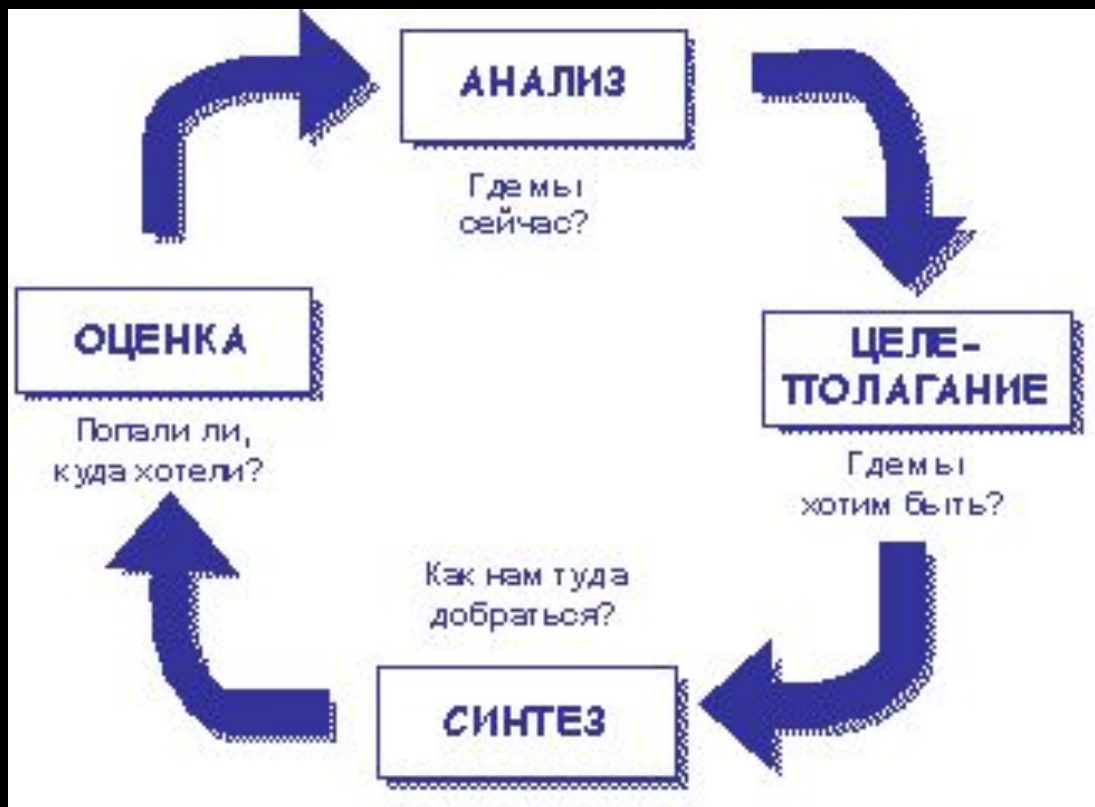 АНАЛИЗ
Где мы
сейчас?
ЦЕЛЕ-
ПОЛАГАНИЕ
Где мы
хотим быть?
Как нам туда
добраться?
СИНТЕЗ
ОЦЕНКА
Попали ли,
куда хотели?